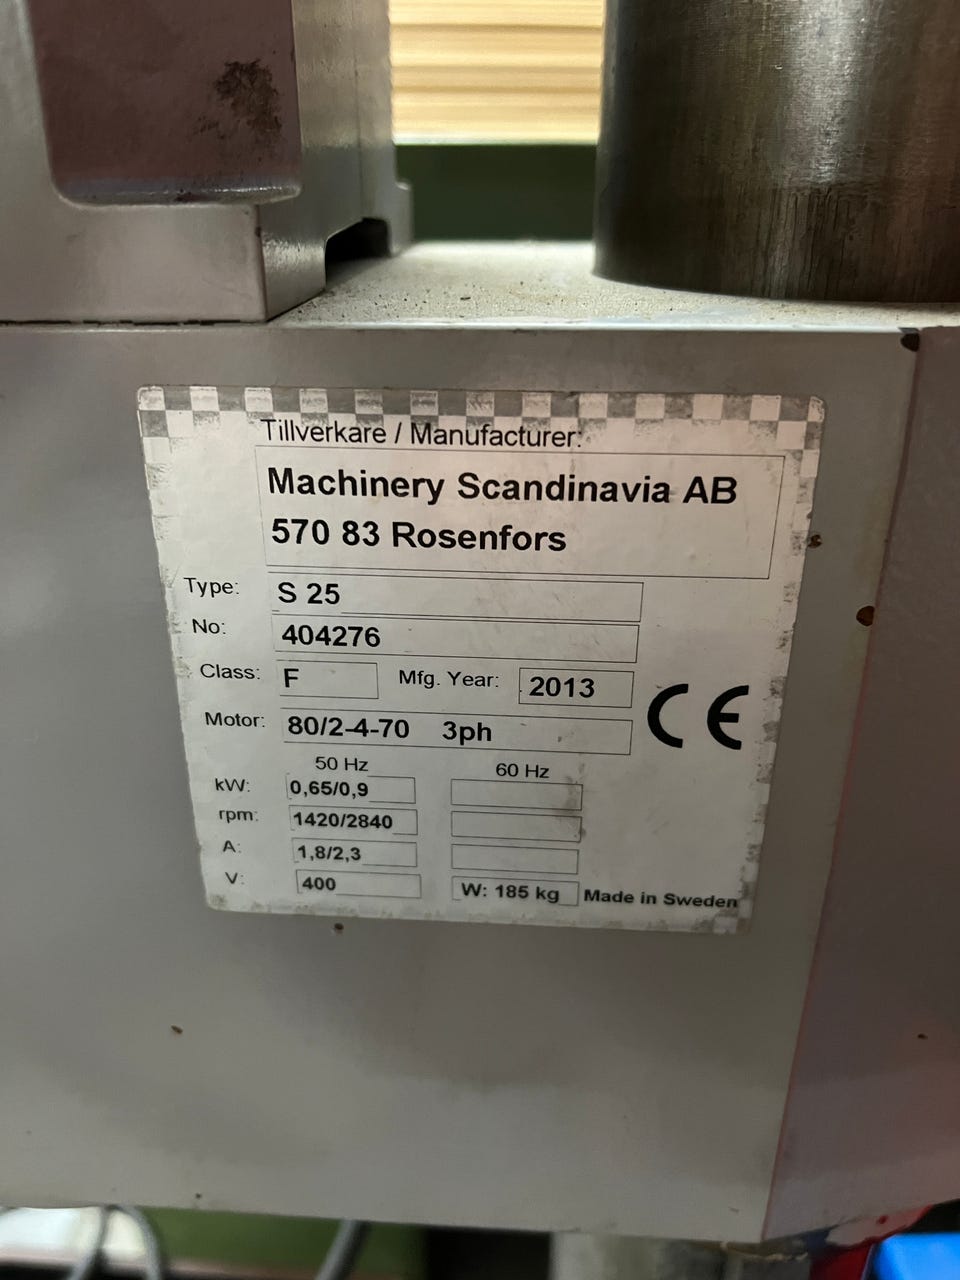 Tillverkare / Manufacturer:
Machinery Scandinavia AB
570 83 Rosenfors
Type: S 25
No: 404276
Class: F Mfg. Year: 2013
CE
Motor: 80/2-4-70 3ph
50 Hz 60 Hz
kW: 0,65/0,9
rpm: 1420/2840
A: 1,8/2,3
V: 400 W: 185 kg Made in Sweden